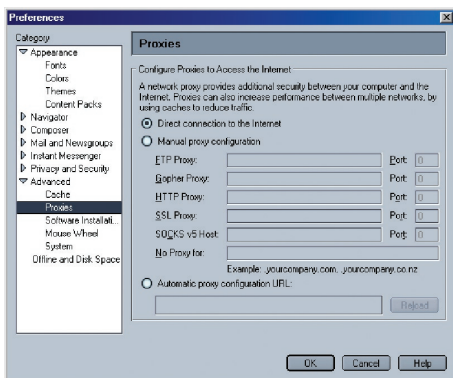 Preferences
Category
Appearance
Fonts
Colors
Themes
Content Packs
Navigator
Composer
Mail and Newsgroups
Instant Messenger
Privacy and Security
Advanced
Cache
Proxies
Software Installati...
Mouse Wheel
System
Offline and Disk Space
Proxies
Configure Proxies to Access the Internet
A network proxy provides additional security between your computer and the
Internet. Proxies can also increase performance between multiple networks, by
using caches to reduce traffic.
Direct connection to the Internet
Manual proxy configuration
FTP Proxy: Port: 0
Gopher Proxy: Port: 0
HTTP Proxy: Port: 0
SSL Proxy: Port: 0
SOCKS v5 Host: Port: 0
No Proxy for:
Example: .yourcompany.com, .yourcompany.co.nz
Automatic proxy configuration URL:
Reload
OK Cancel Help